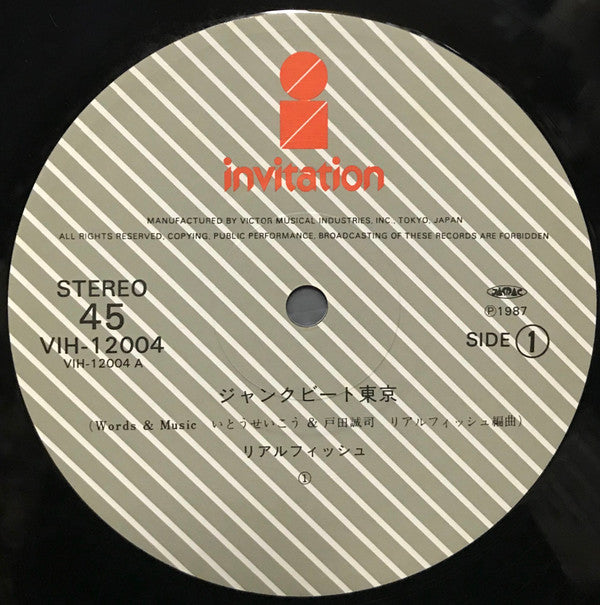 invitation
MANUFACTURED BY VICTOR MUSICAL INDUSTRIES, INC., TOKYO, JAPAN
ALL RIGHTS RESERVED, COPYING, PUBLIC PERFORMANCE, BROADCASTING OF THESE RECORDS ARE FORBIDDEN
STEREO
45
VIH-12004
VIH-12004 A
JASRAC
Ⓟ1987
SIDE ①
ジャンクビート東京
(Words & Music いとうせいこう & 戸田誠司 リアルフィッシュ編曲)
リアルフィッシュ
①